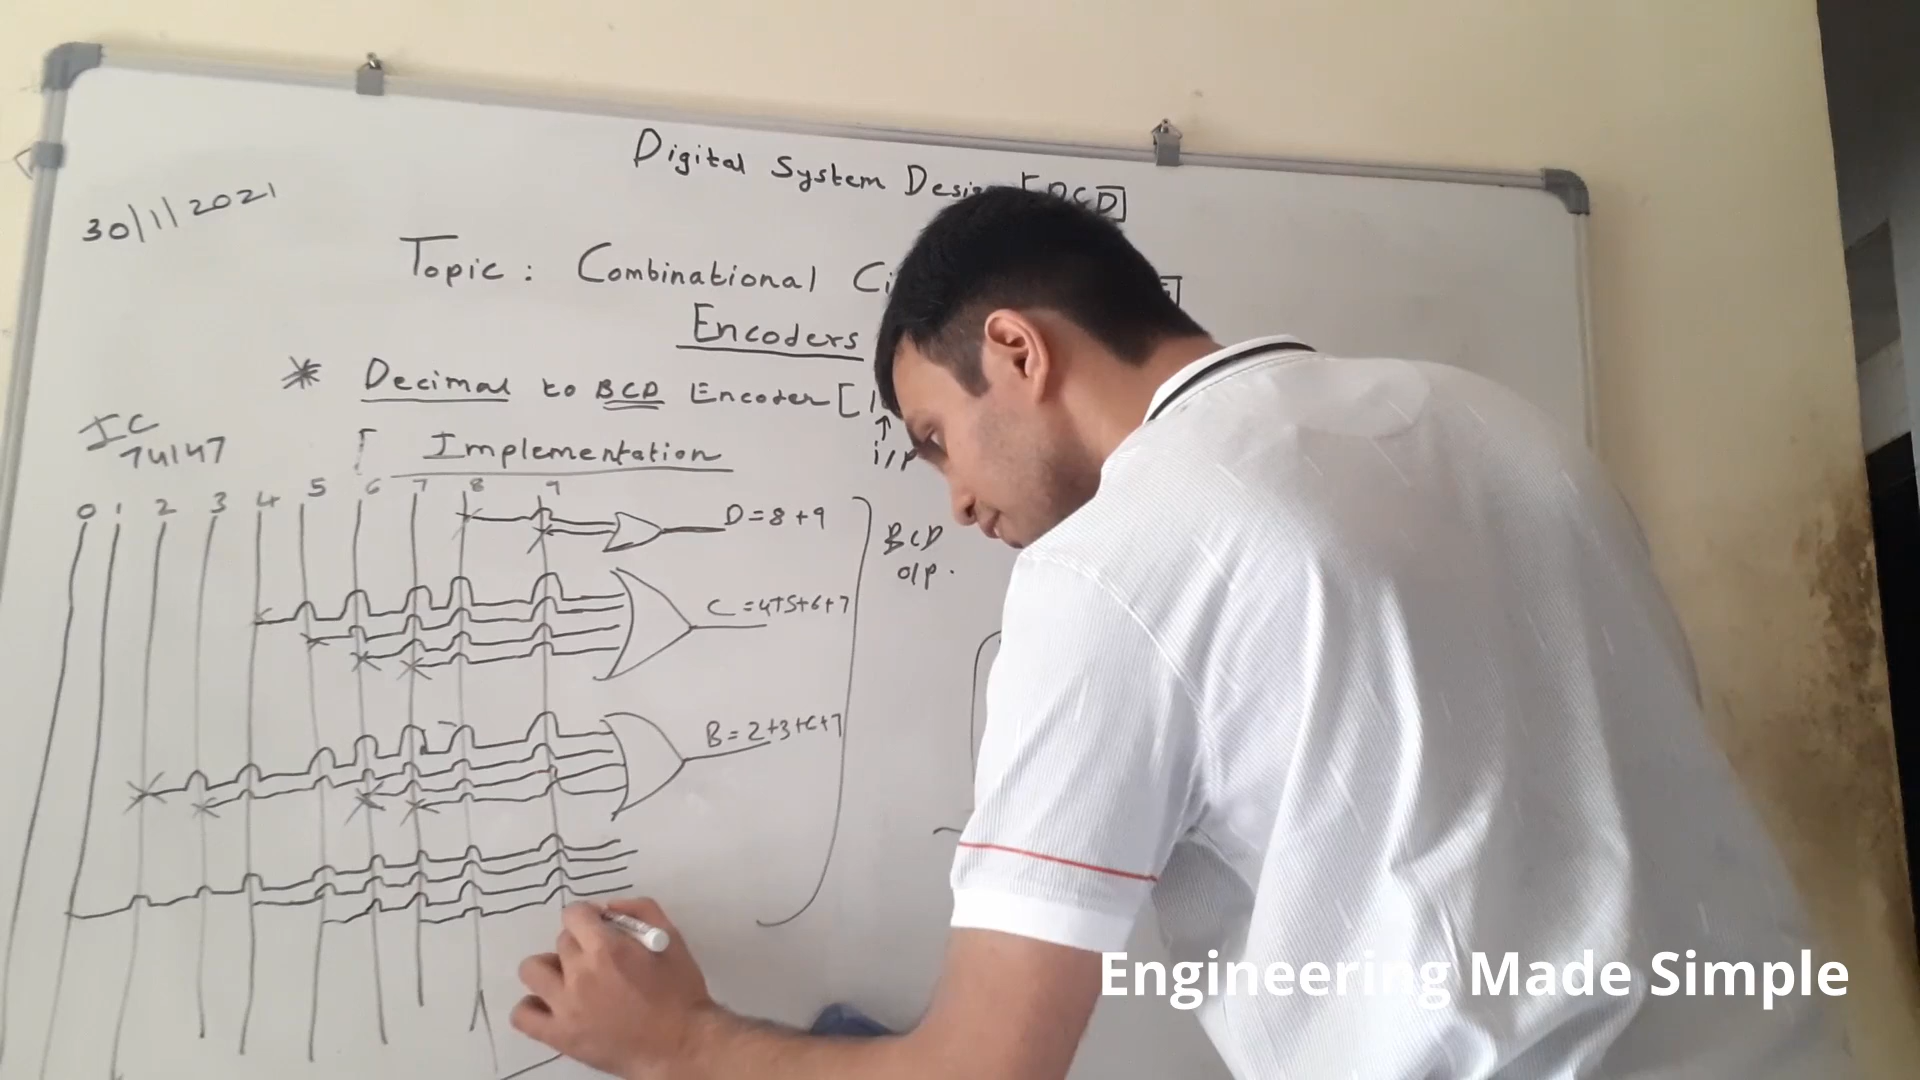 Digital System
30/1/2021
Topic : Combinational
Encoders
* Decimal to BCD Encoder [
IC
74147
[ Implementation
i/p
0 1 2 3 4 5 6 7 8 9
D = 8 + 9
BCD
o/p.
C = 4+5+6+7
B = 2+3+6+7
Engineering Made Simple